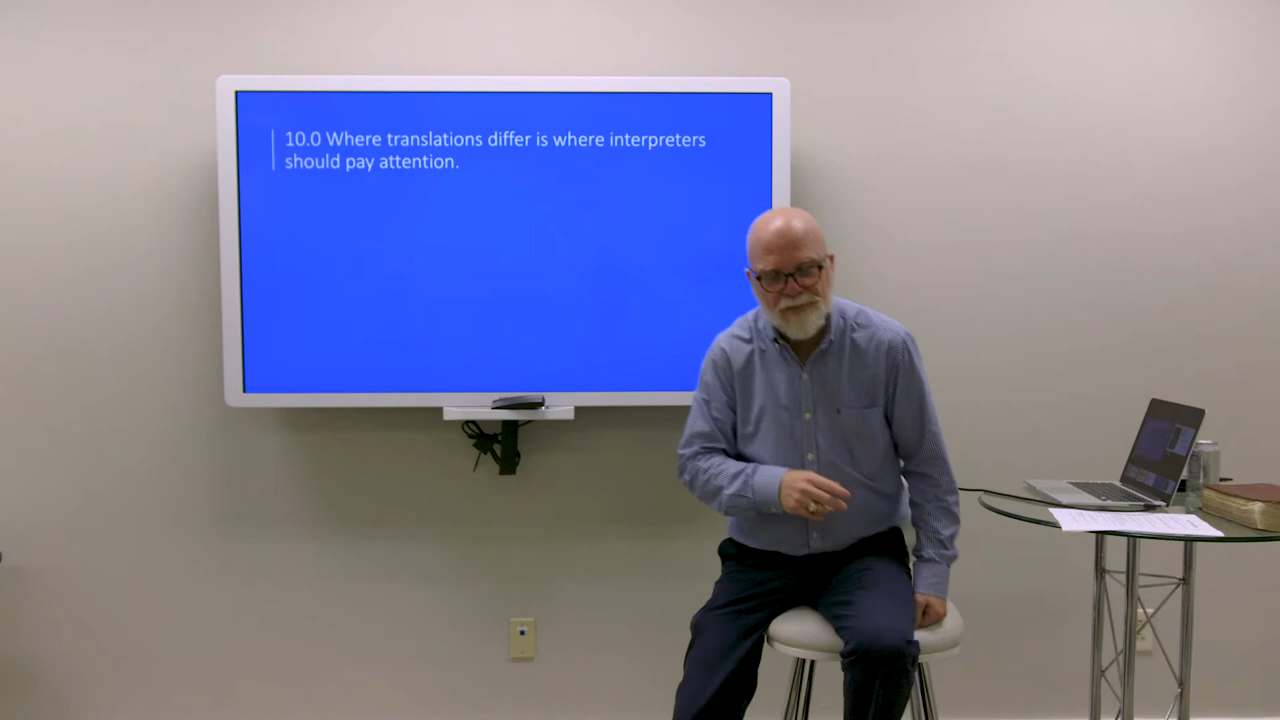 10.0 Where translations differ is where interpreters
should pay attention.